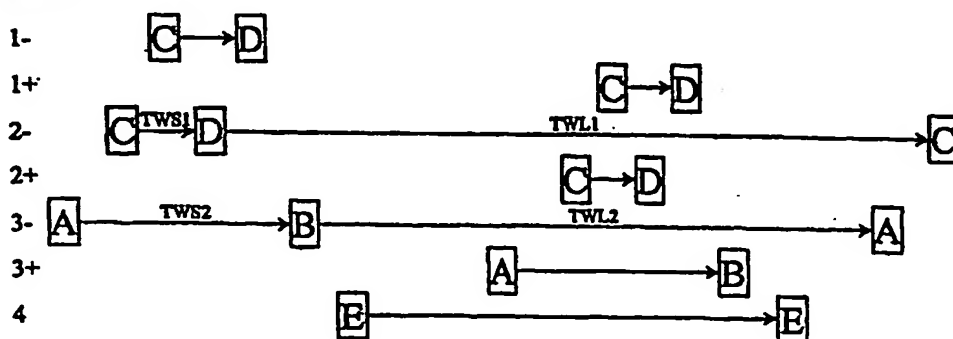 1- C D
1+ C D
2- C TWS1 D TWL1 C
2+ C D
3- A TWS2 B TWL2 A
3+ A B
4 E E